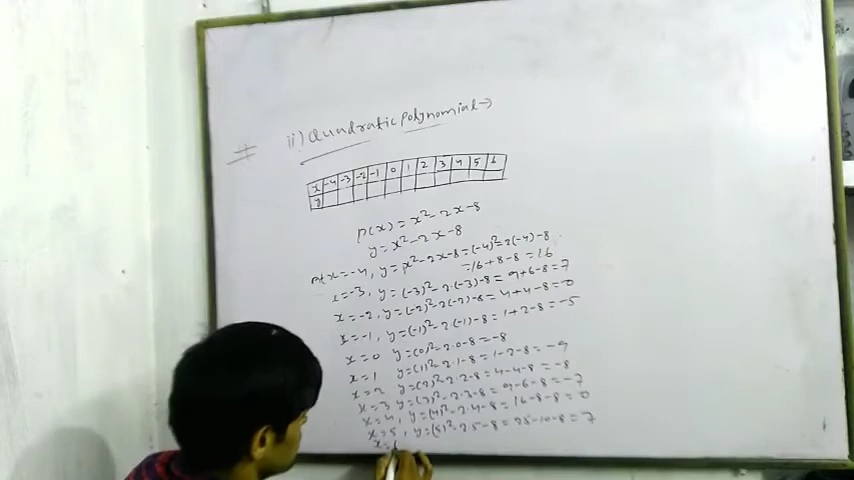 # ii) Quadratic Polynomial →
x -4 -3 -2 -1 0 1 2 3 4 5 6
y
p(x) = x² - 2x - 8
y = x² - 2x - 8
x = -4, y = x² - 2x - 8 = (-4)² - 2(-4) - 8
= 16 + 8 - 8 = 16
x = -3, y = (-3)² - 2·(-3) - 8 = 9 + 6 - 8 = 7
x = -2, y = (-2)² - 2(-2) - 8 = 4 + 4 - 8 = 0
x = -1, y = (-1)² - 2(-1) - 8 = 1 + 2 - 8 = -5
x = 0 y = (0)² - 2·0 - 8 = -8
x = 1 y = (1)² - 2·1 - 8 = 1 - 2 - 8 = -9
x = 2 y = (2)² - 2·2 - 8 = 4 - 4 - 8 = -8
x = 3 y = (3)² - 2·3 - 8 = 9 - 6 - 8 = -7
x = 4, y = (4)² - 2·4 - 8 = 16 - 8 - 8 = 0
x = 5, y = (5)² - 2·5 - 8 = 25 - 10 - 8 = 7
x =